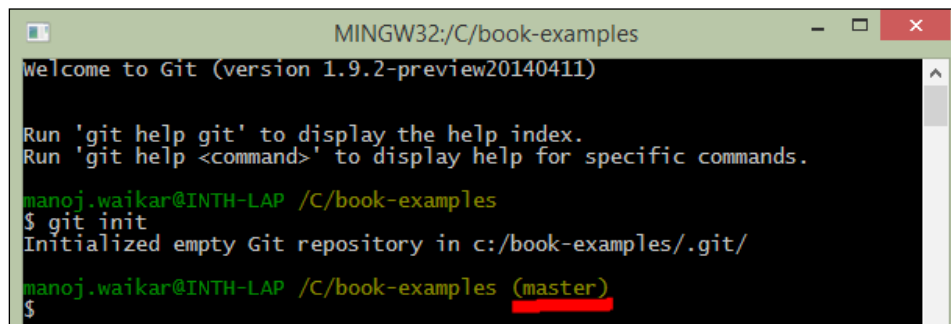 MINGW32:/C/book-examples
Welcome to Git (version 1.9.2-preview20140411)
Run 'git help git' to display the help index.
Run 'git help <command>' to display help for specific commands.
manoj.waikar@INTH-LAP /C/book-examples
$ git init
Initialized empty Git repository in c:/book-examples/.git/
manoj.waikar@INTH-LAP /C/book-examples (master)
$